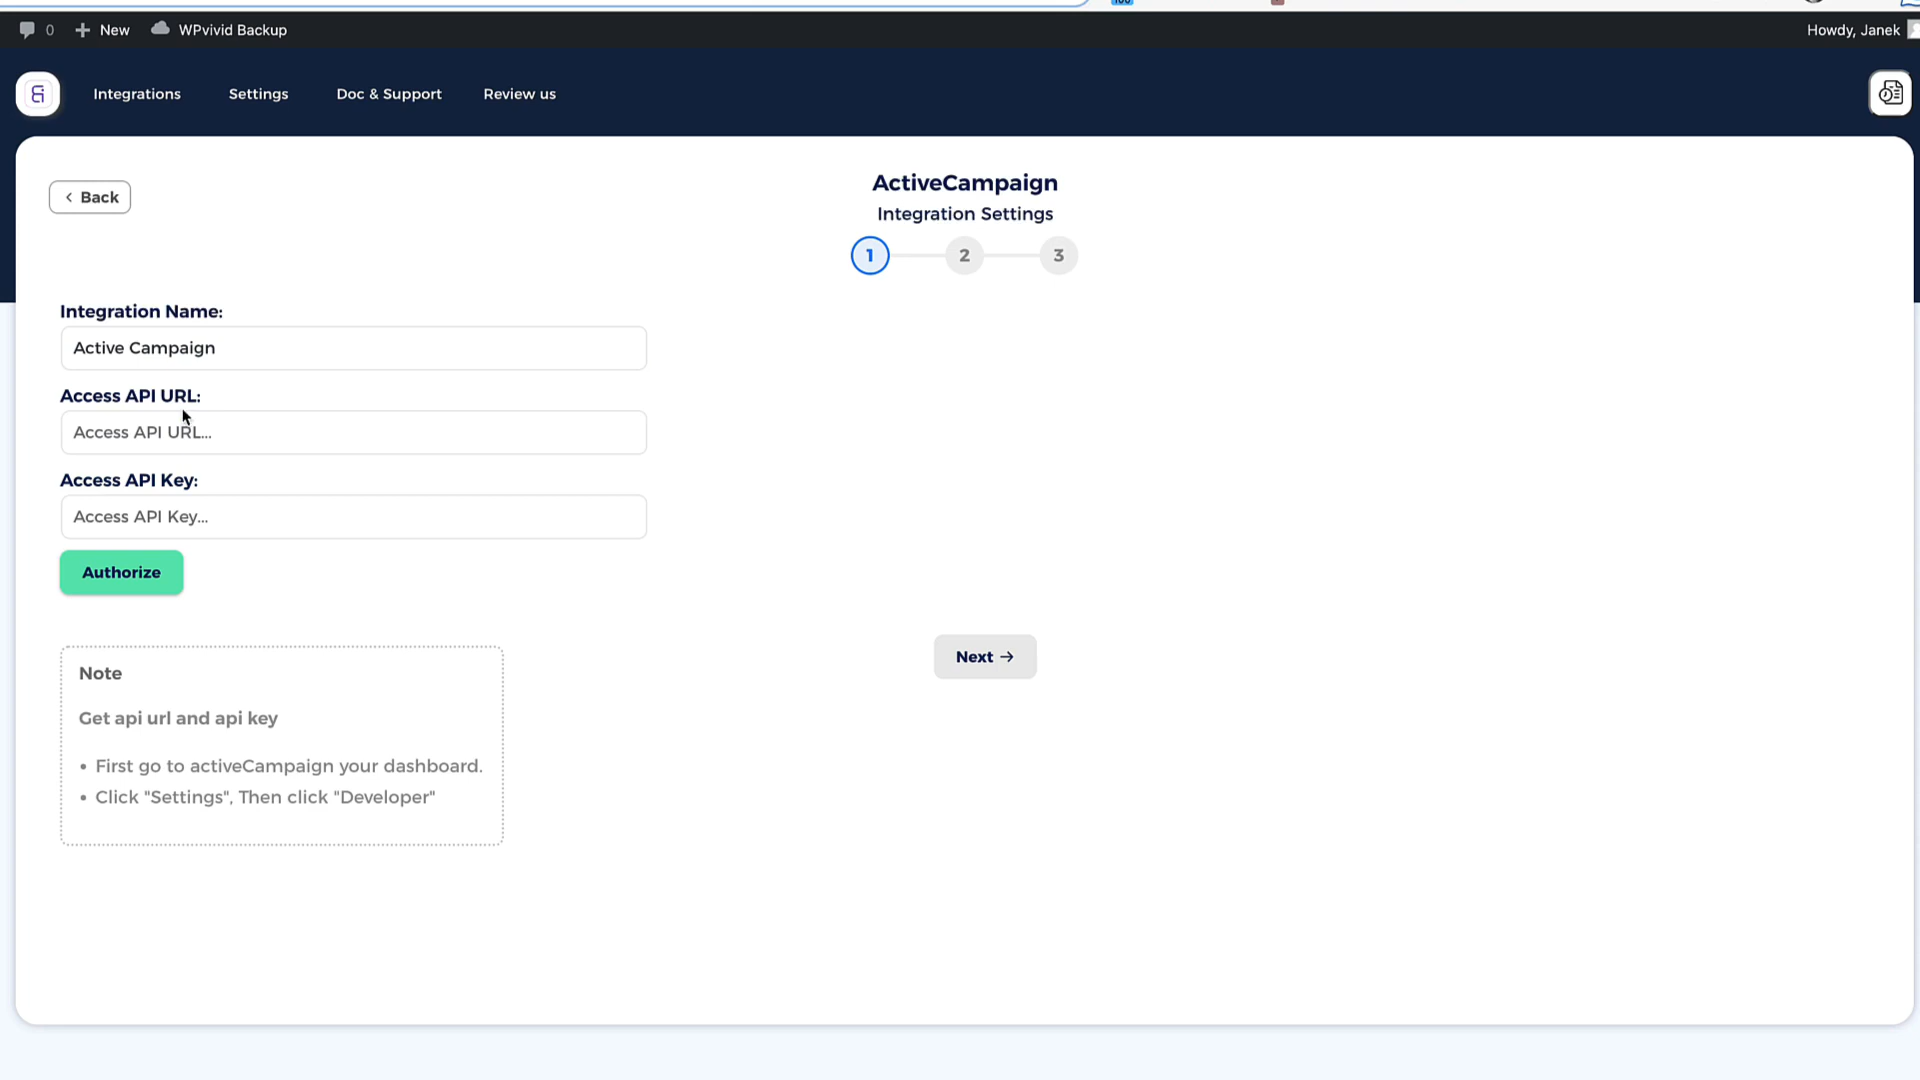 0 New WPvivid Backup Howdy, Janek
Integrations Settings Doc & Support Review us
Back
ActiveCampaign
Integration Settings
1 2 3
Integration Name:
Active Campaign
Access API URL:
Access API URL...
Access API Key:
Access API Key...
Authorize
Next →
Note
Get api url and api key
• First go to activeCampaign your dashboard.
• Click "Settings", Then click "Developer"